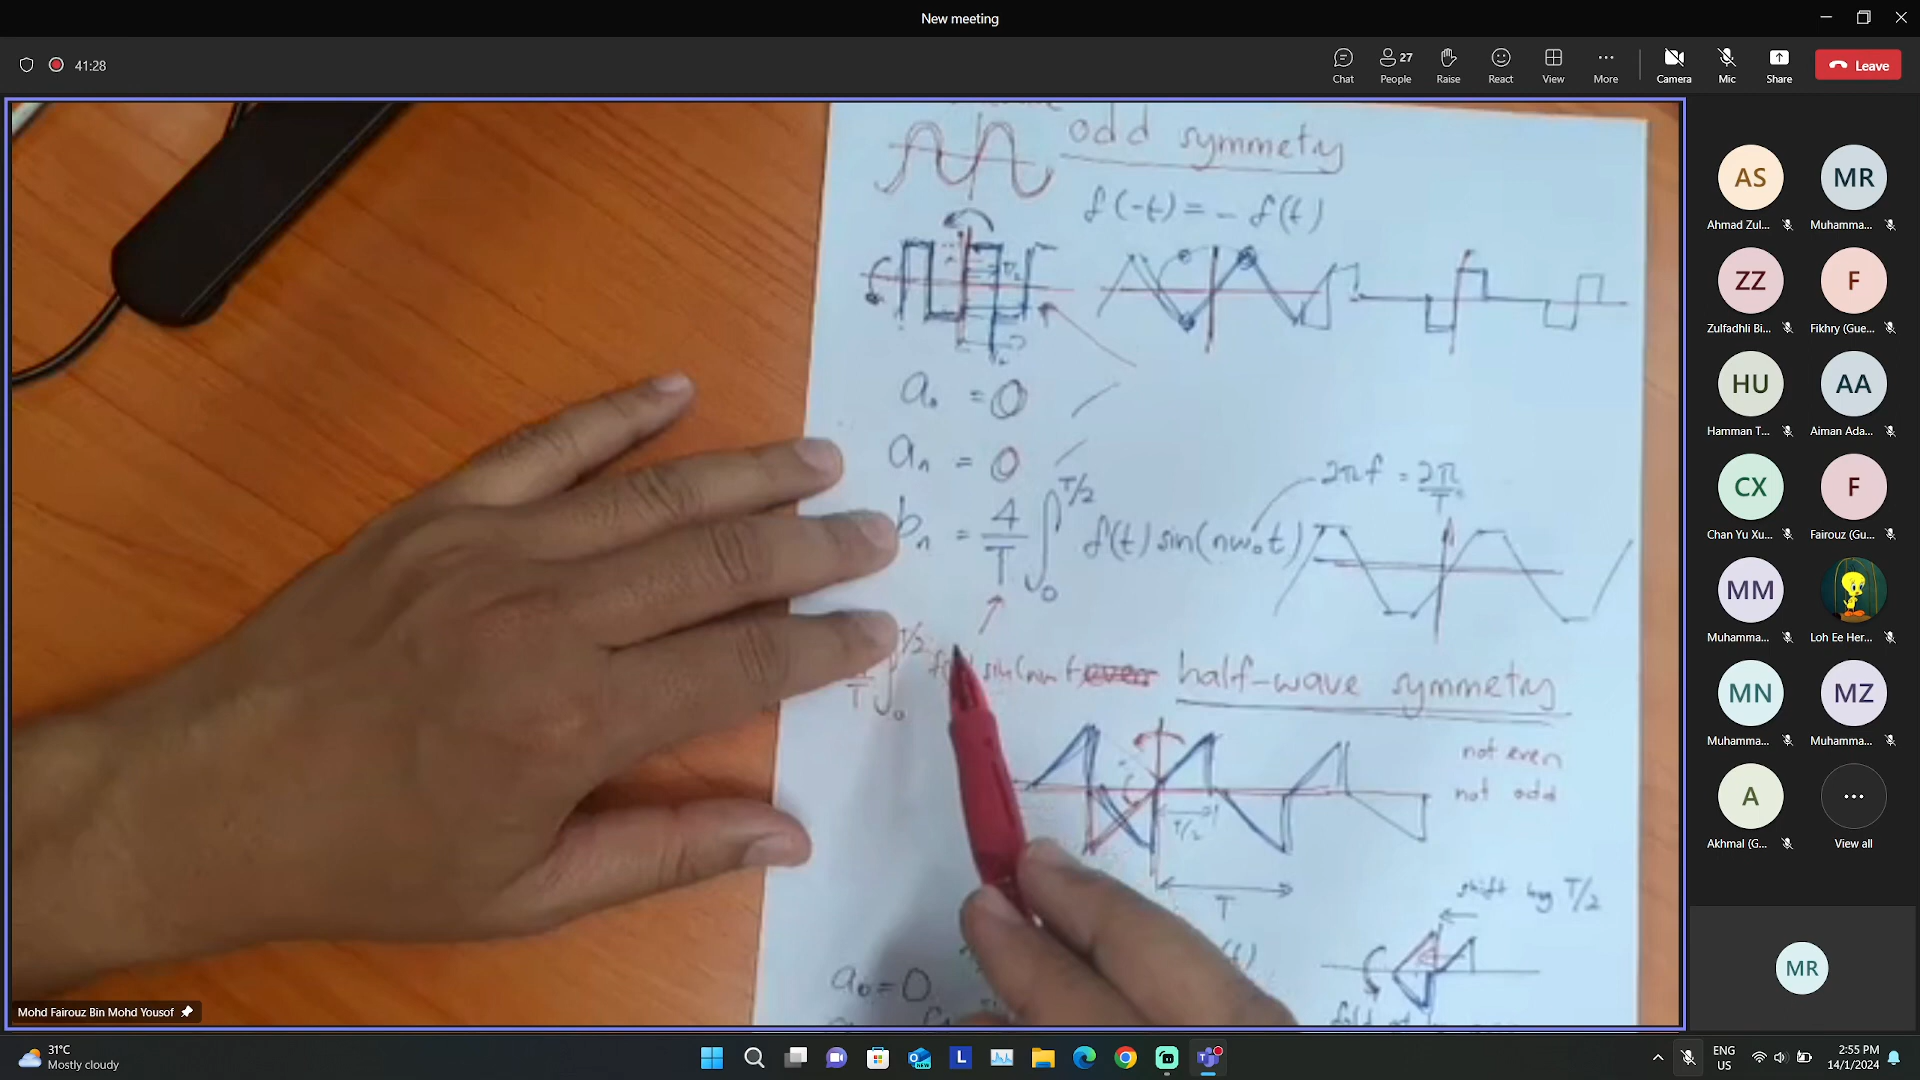 New meeting
41:28
Chat
27
People
Raise
React
View
More
Camera
Mic
Share
Leave
odd symmetry
f(-t) = - f(t)
a₀ = 0
aₙ = 0
bₙ = 4/T ∫₀^T/2 f(t) sin(nω₀t)
2πf = 2π/T
T/2
half-wave symmetry
not even
not odd
T/2
T
shift by T/2
a₀ = 0
AS
Ahmad Zul...
MR
Muhamma...
ZZ
Zulfadhli Bi...
F
Fikhry (Gue...
HU
Hamman T...
AA
Aiman Ada...
CX
Chan Yu Xu...
F
Fairouz (Gu...
MM
Muhamma...
Loh Ee Her...
MN
Muhamma...
MZ
Muhamma...
A
Akhmal (G...
View all
MR
Mohd Fairouz Bin Mohd Yousof
31°C
Mostly cloudy
NEW
L
ENG
US
2:55 PM
14/1/2024